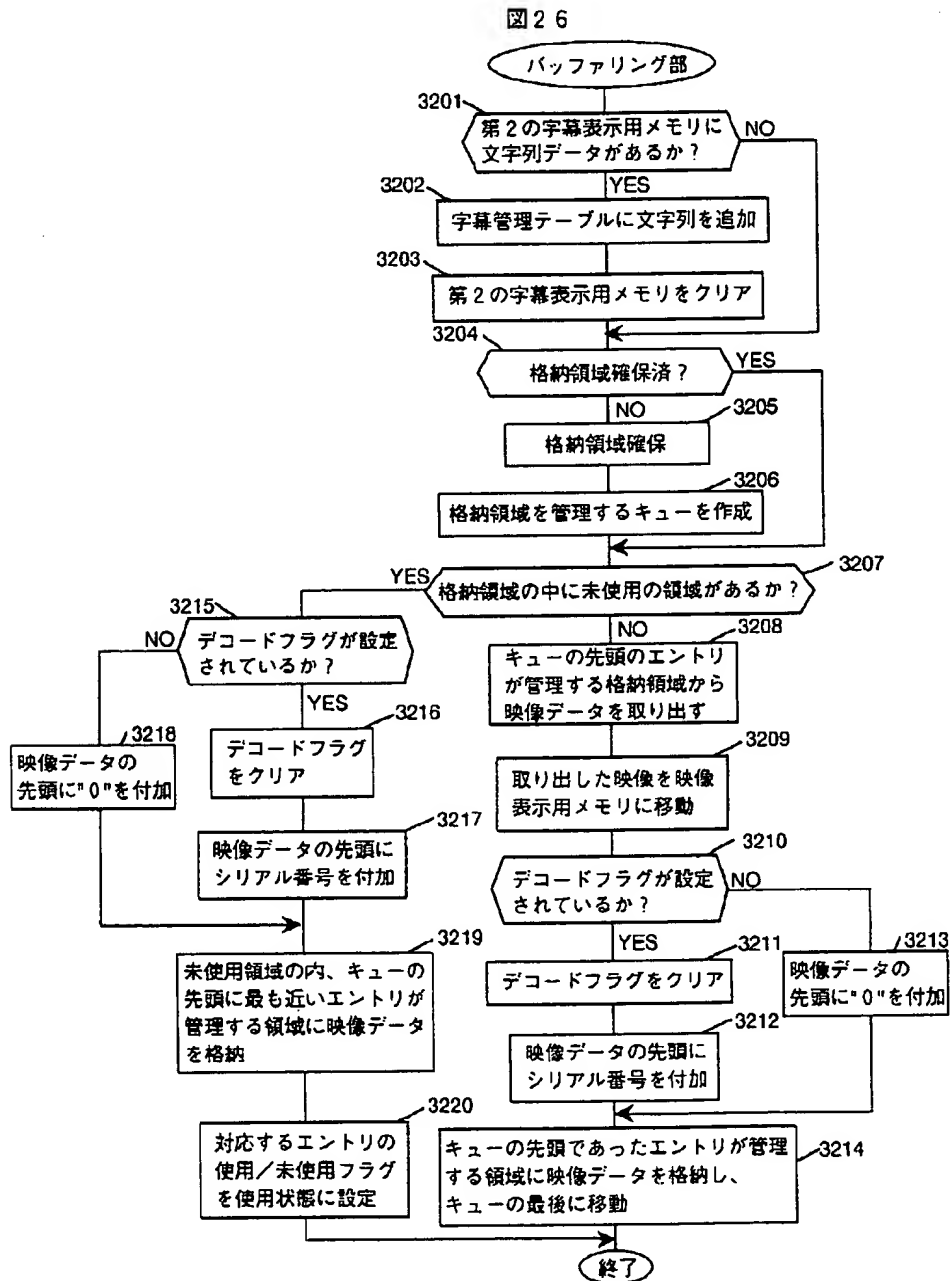 図26
バッファリング部
3201
第2の字幕表示用メモリに
文字列データがあるか?
NO
YES
3202
字幕管理テーブルに文字列を追加
3203
第2の字幕表示用メモリをクリア
3204
格納領域確保済?
YES
NO
3205
格納領域確保
3206
格納領域を管理するキューを作成
3207
格納領域の中に未使用の領域があるか?
YES
NO
3215
デコードフラグが設定
されているか?
NO
YES
3216
デコードフラグ
をクリア
3218
映像データの
先頭に"0"を付加
3217
映像データの先頭に
シリアル番号を付加
3219
未使用領域の内、キューの
先頭に最も近いエントリが
管理する領域に映像データ
を格納
3220
対応するエントリの
使用/未使用フラグ
を使用状態に設定
3208
キューの先頭のエントリ
が管理する格納領域から
映像データを取り出す
3209
取り出した映像を映像
表示用メモリに移動
3210
デコードフラグが設定
されているか?
NO
YES
3211
デコードフラグをクリア
3213
映像データの
先頭に"0"を付加
3212
映像データの先頭に
シリアル番号を付加
3214
キューの先頭であったエントリが管理
する領域に映像データを格納し、
キューの最後に移動
終了